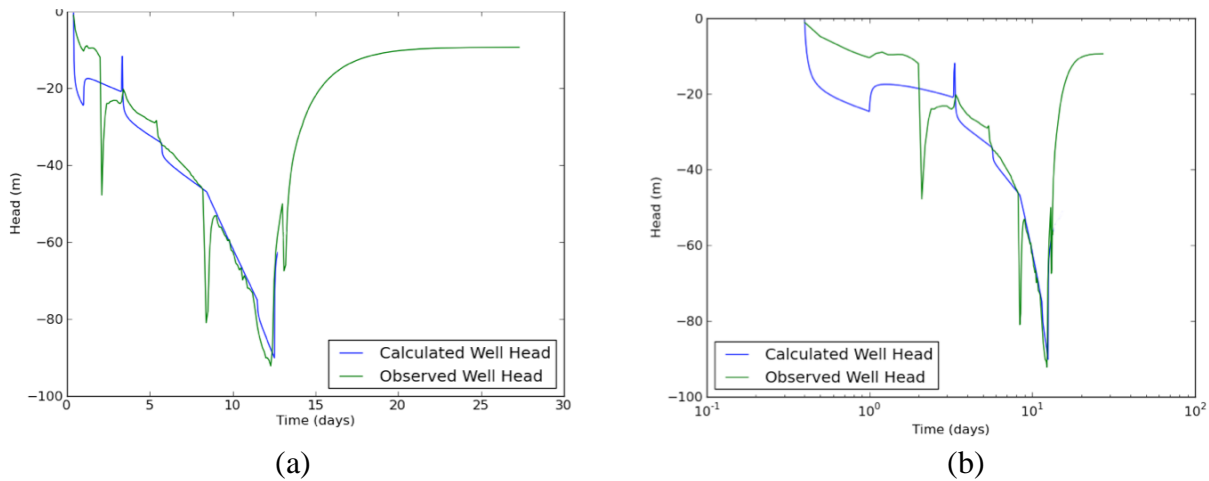 0
−20
−40
−60
−80
−100
Head (m)
0
5
10
15
20
25
30
Time (days)
Calculated Well Head
Observed Well Head
(a)
0
−20
−40
−60
−80
−100
Head (m)
10⁻¹
10⁰
10¹
10²
Time (days)
Calculated Well Head
Observed Well Head
(b)